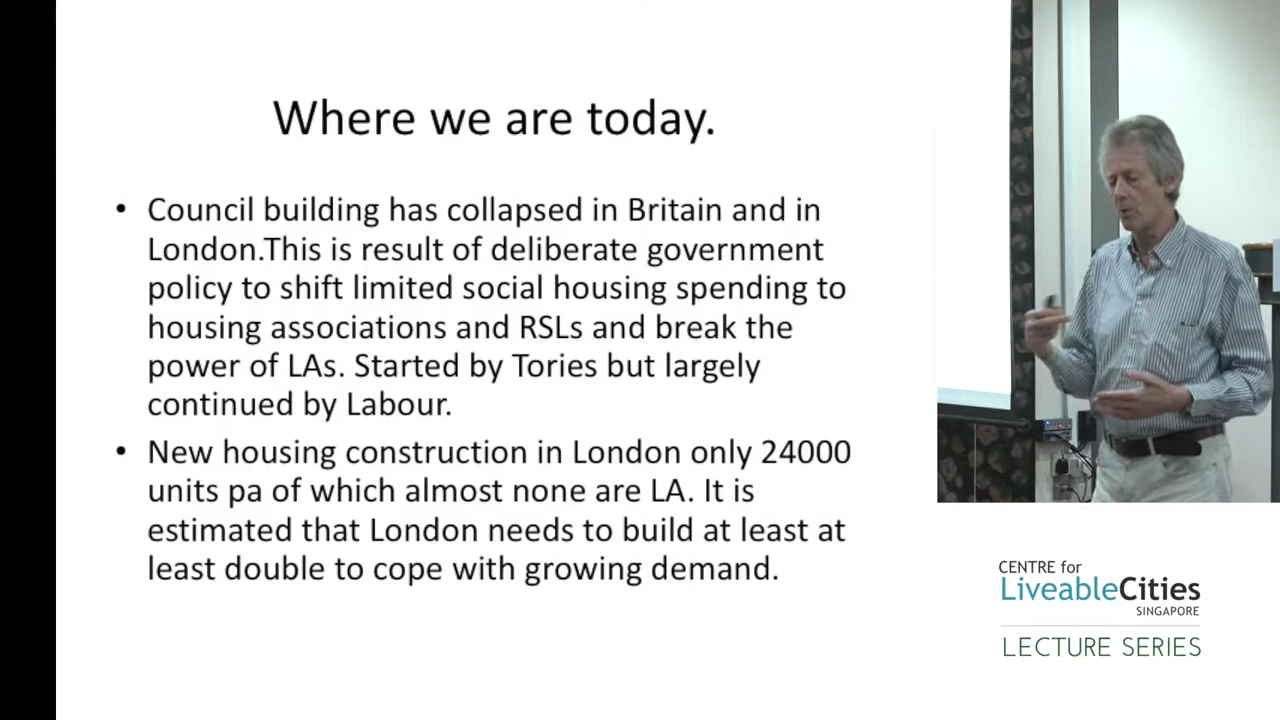 Where we are today.
• Council building has collapsed in Britain and in
London.This is result of deliberate government
policy to shift limited social housing spending to
housing associations and RSLs and break the
power of LAs. Started by Tories but largely
continued by Labour.
• New housing construction in London only 24000
units pa of which almost none are LA. It is
estimated that London needs to build at least at
least double to cope with growing demand.
CENTRE for
LiveableCities
SINGAPORE
LECTURE SERIES